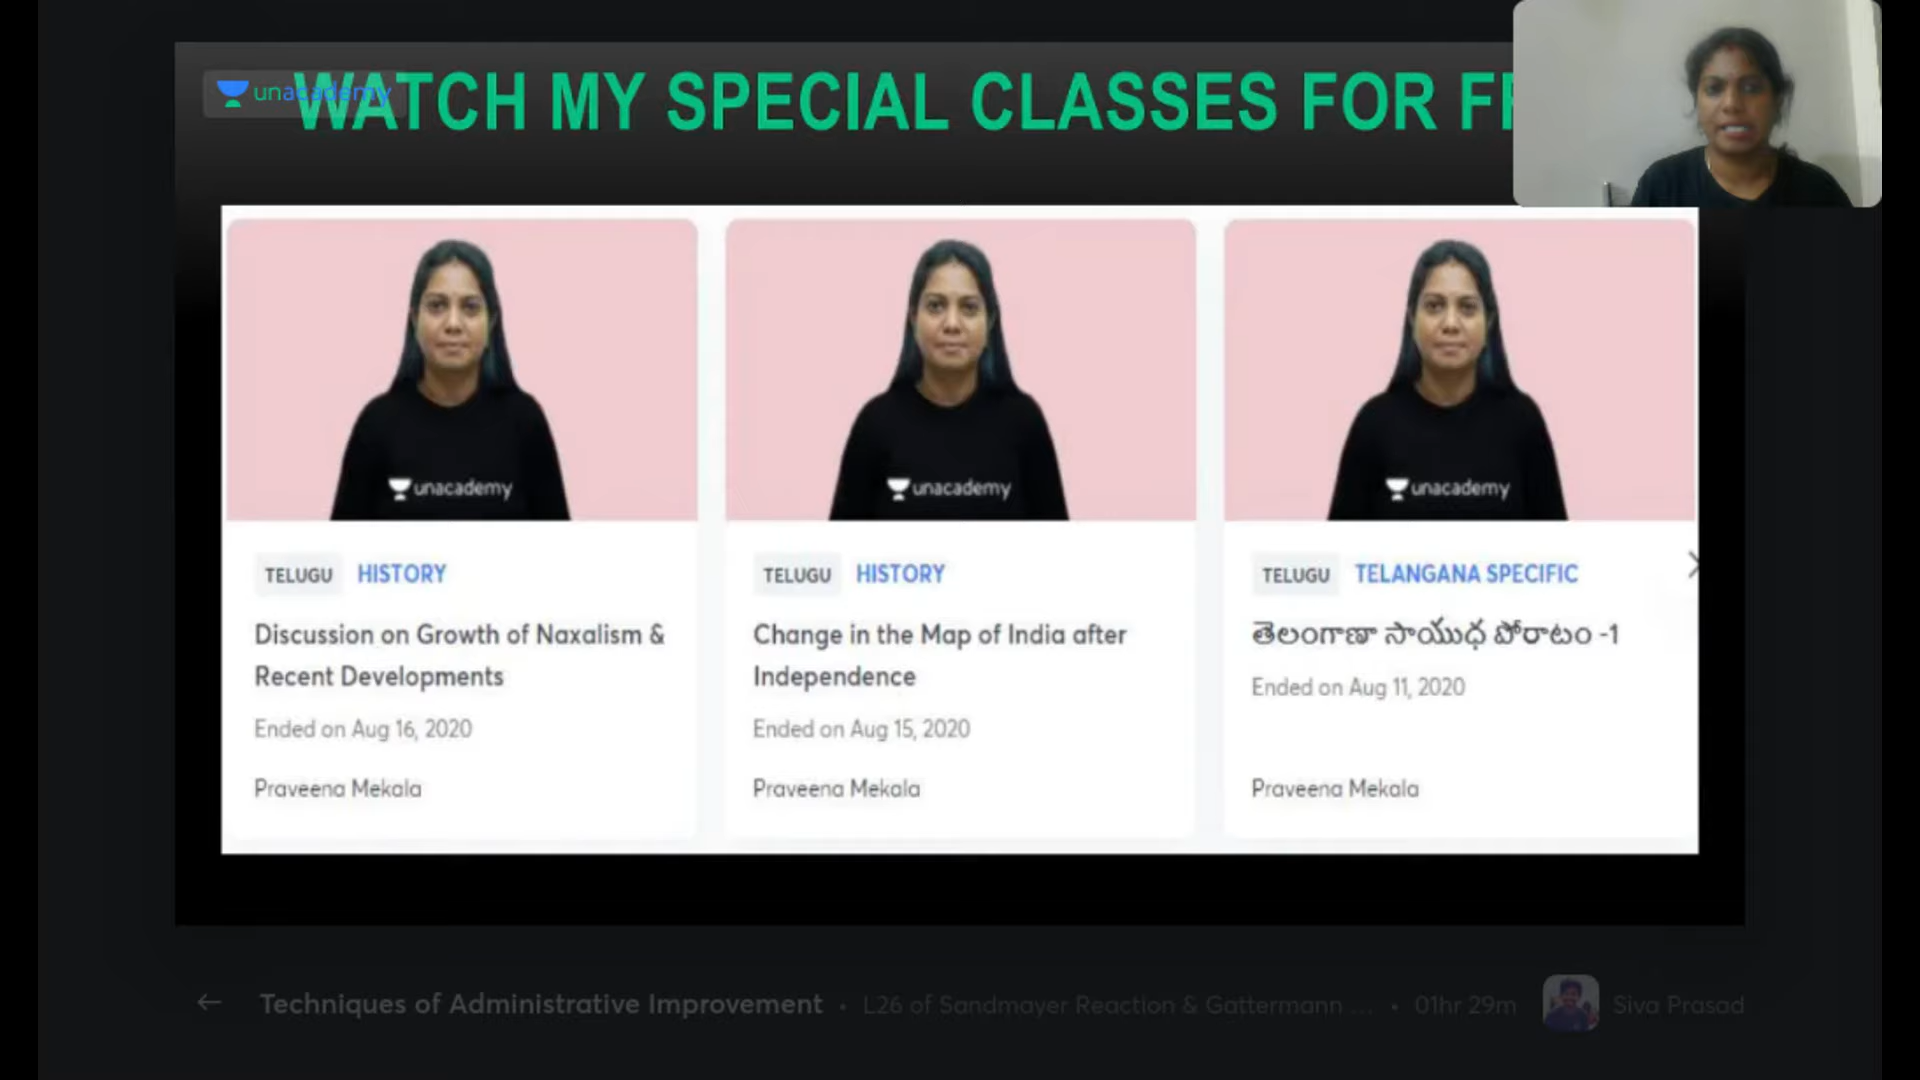 unacademy
WATCH MY SPECIAL CLASSES FOR
unacademy
unacademy
unacademy
TELUGU HISTORY
Discussion on Growth of Naxalism &
Recent Developments
Ended on Aug 16, 2020
Praveena Mekala
TELUGU HISTORY
Change in the Map of India after
Independence
Ended on Aug 15, 2020
Praveena Mekala
TELUGU TELANGANA SPECIFIC
తెలంగాణా సాయుధ పోరాటం -1
Ended on Aug 11, 2020
Praveena Mekala
Techniques of Administrative Improvement • L26 of Sandmayer Reaction & Gattermann ... • 01hr 29m Siva Prasad